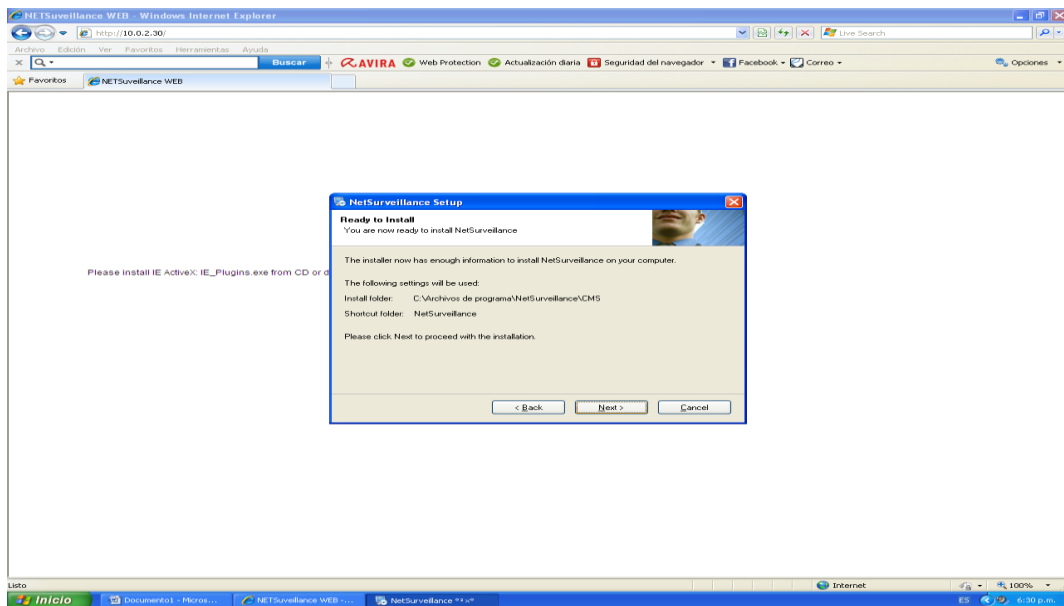 NETSuveillance WEB - Windows Internet Explorer
http://10.0.2.30/
Live Search
Archivo Edición Ver Favoritos Herramientas Ayuda
Buscar AVIRA Web Protection Actualización diaria Seguridad del navegador Facebook Correo Opciones
Favoritos NETSuveillance WEB
NetSurveillance Setup
Ready to Install
You are now ready to install NetSurveillance
The installer now has enough information to install NetSurveillance on your computer.
Please install IE ActiveX: IE_Plugins.exe from CD or d
The following settings will be used:
Install folder: C:\Archivos de programa\NetSurveillance\CMS
Shortcut folder: NetSurveillance
Please click Next to proceed with the installation.
< Back Next > Cancel
Listo Internet 100%
Inicio Documento1 - Micros... NETSuveillance WEB -... NetSurveillance ES 6:30 p.m.